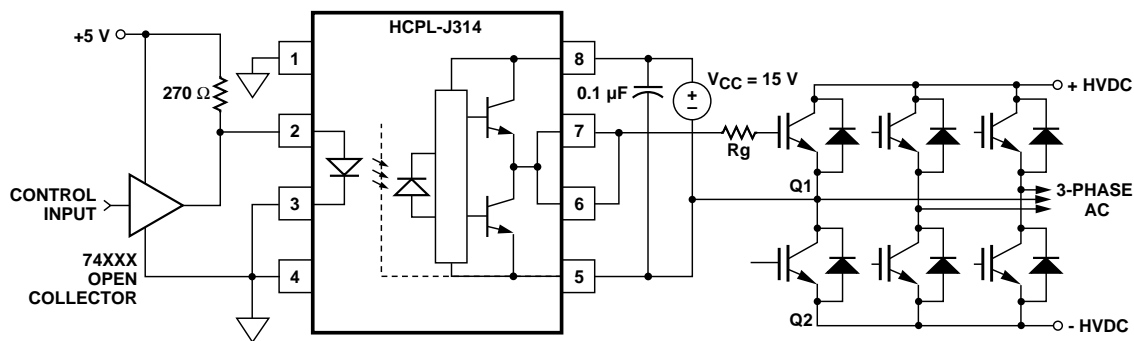 HCPL-J314
+5 V
270 Ω
1
2
3
4
8
7
6
5
0.1 µF
+
–
VCC = 15 V
Rg
+ HVDC
Q1
3-PHASE
AC
Q2
- HVDC
CONTROL
INPUT
74XXX
OPEN
COLLECTOR